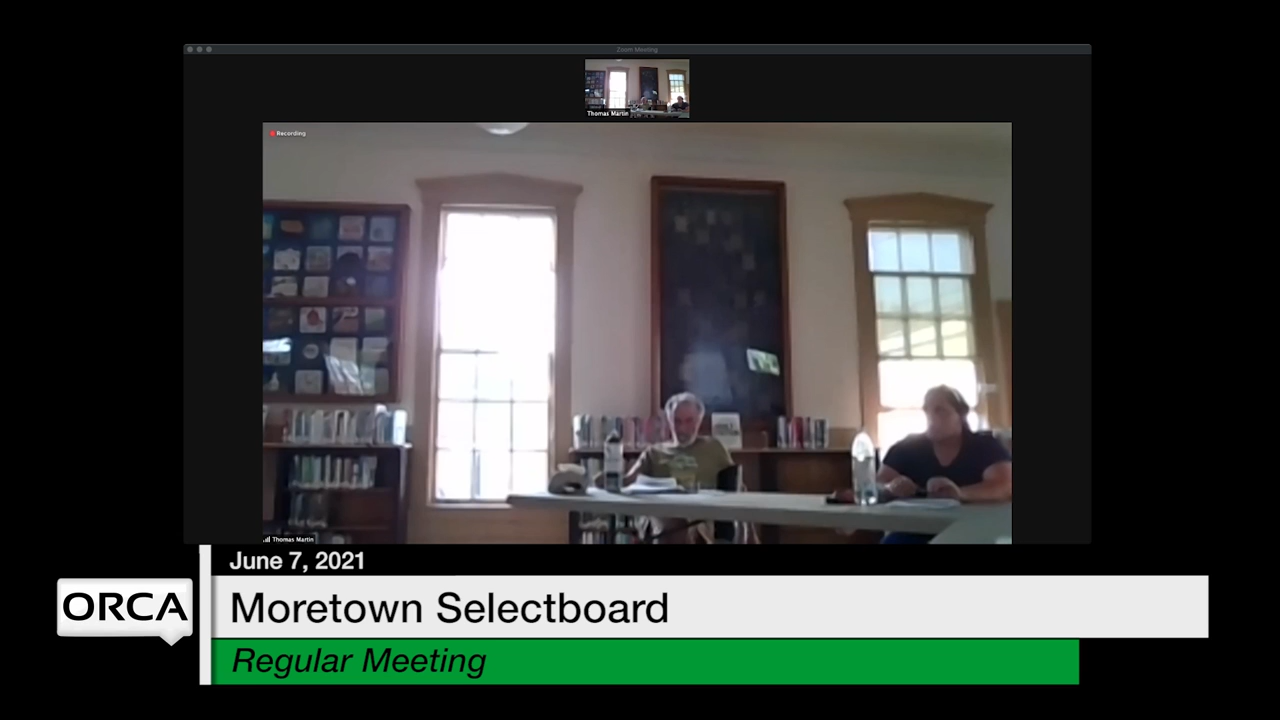 Zoom Meeting
Thomas Martin
Recording
Thomas Martin
June 7, 2021
ORCA
Moretown Selectboard
Regular Meeting